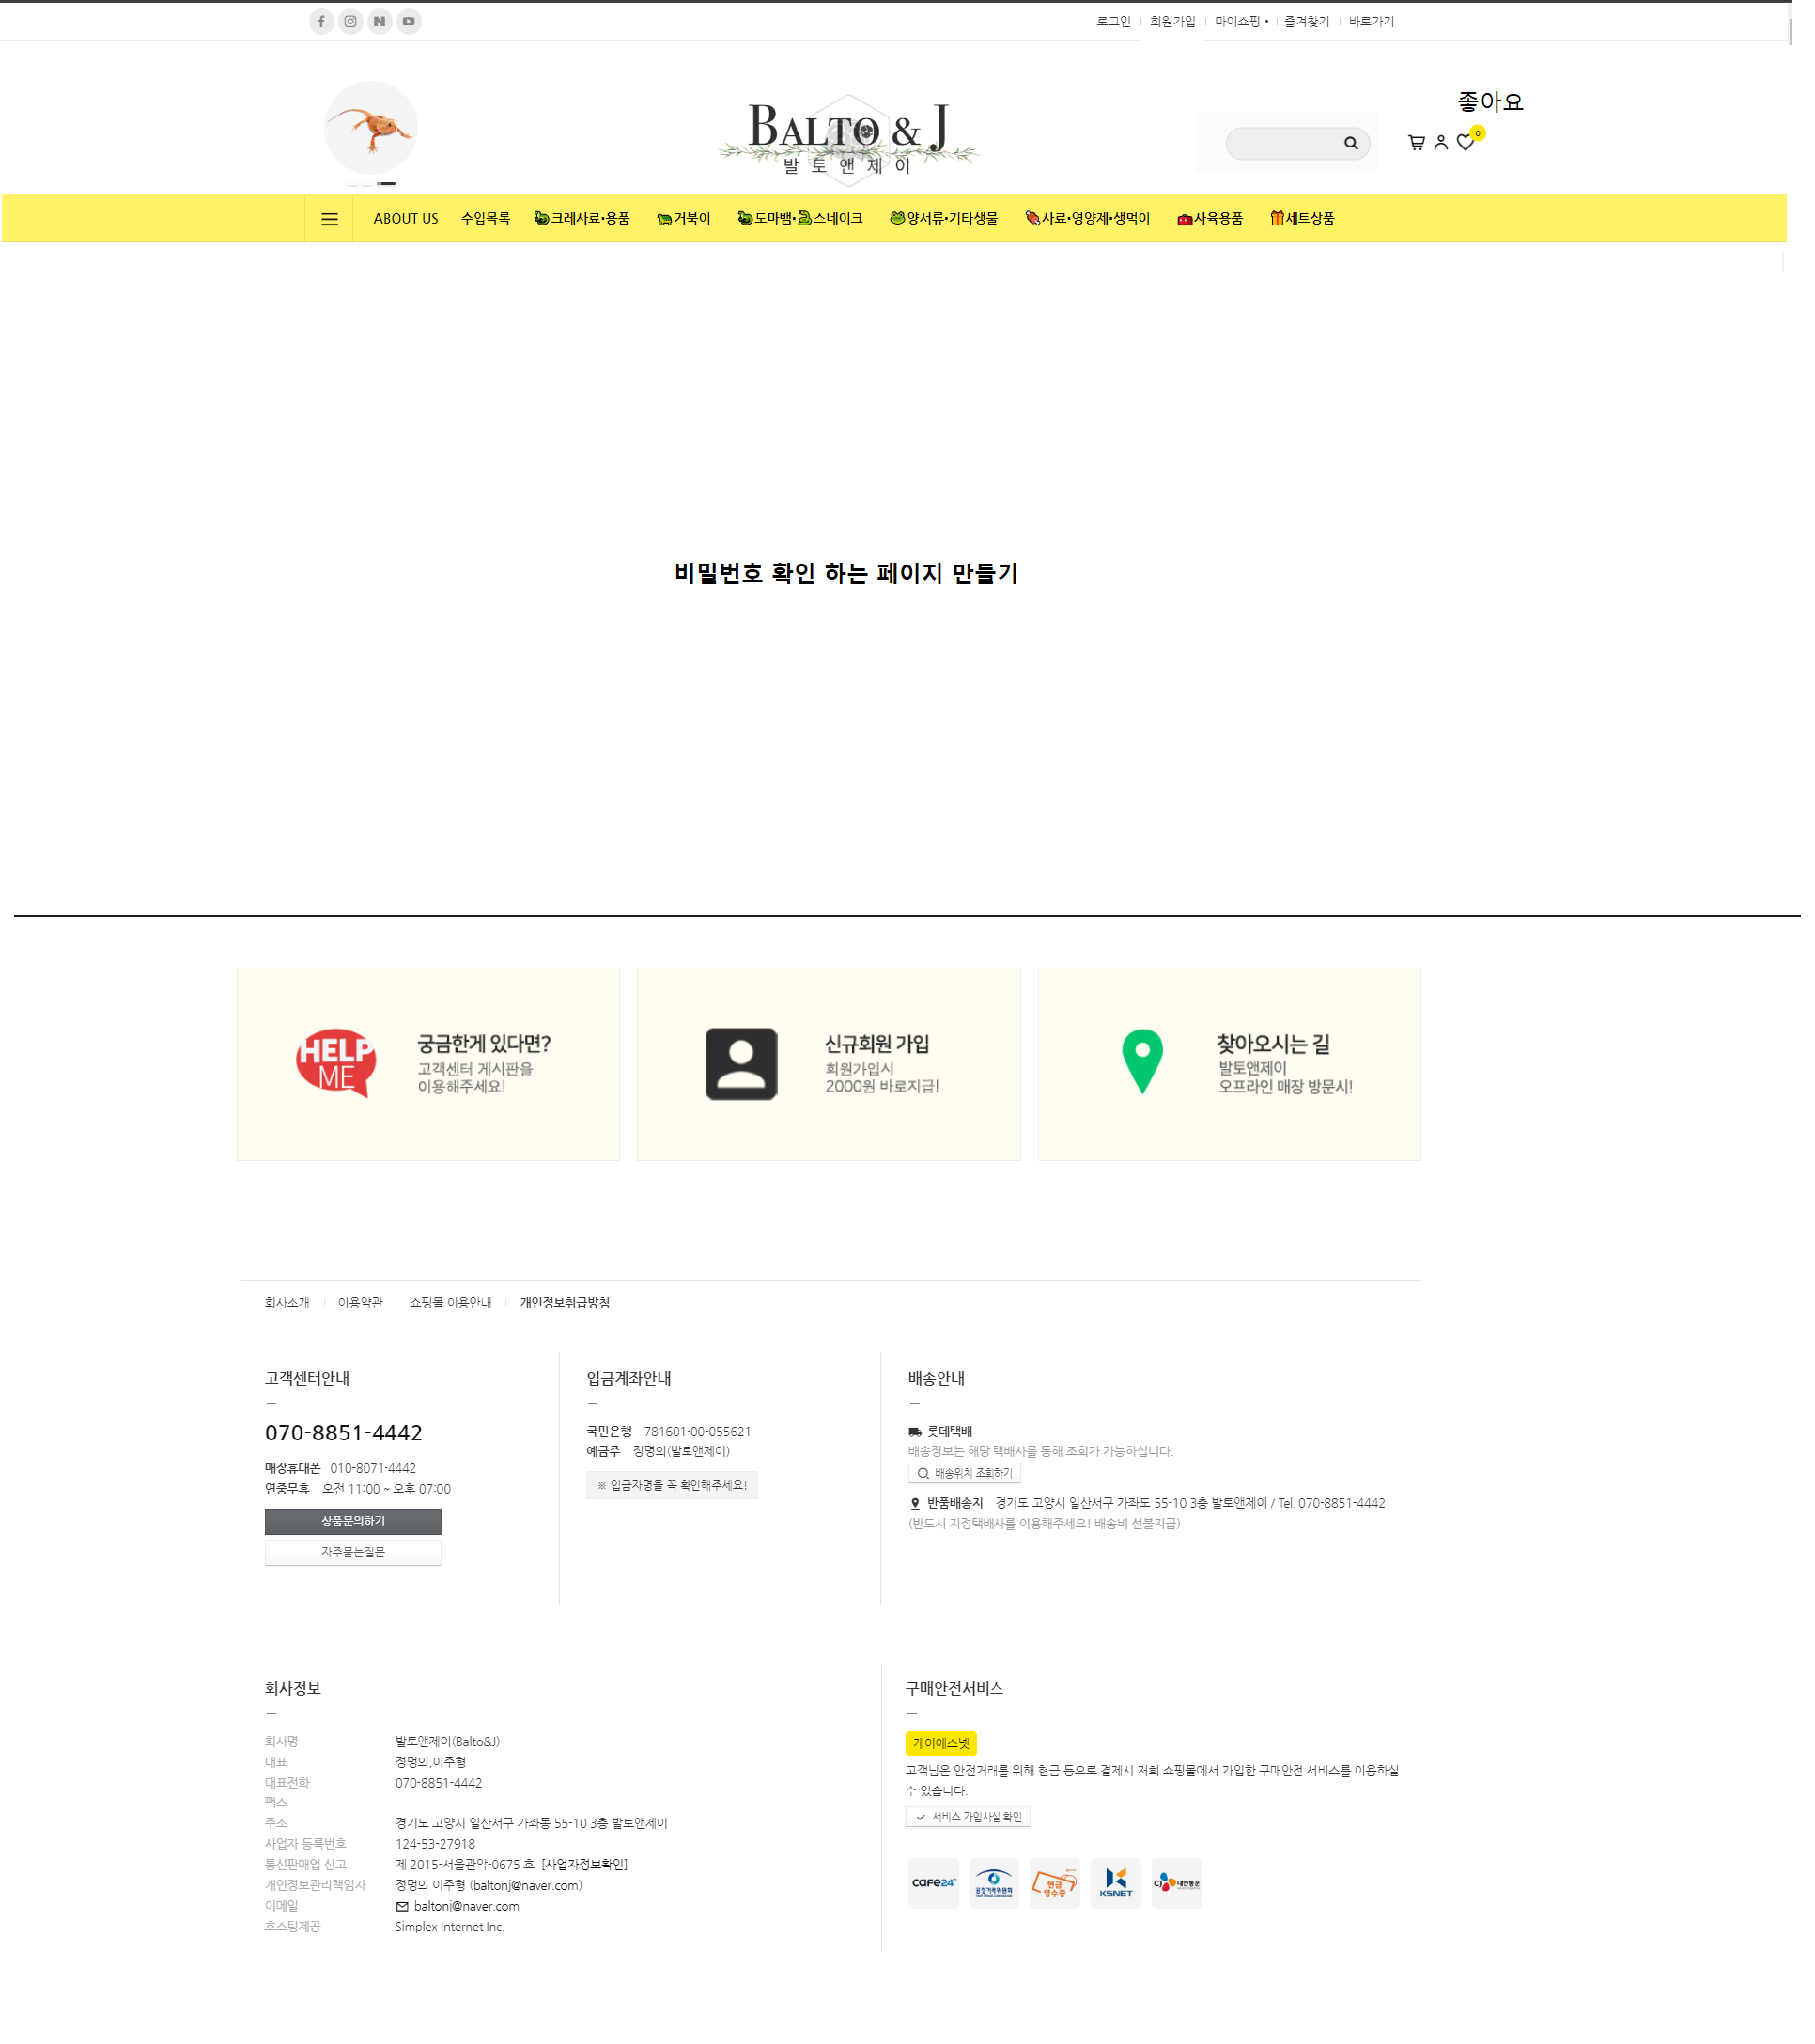 로그인 회원가입 마이쇼핑 • 즐겨찾기 바로가기
좋아요
BALTO & J
발토앤제이
0
ABOUT US 수입목록 크레사료•용품 거북이 도마뱀•스네이크 양서류•기타생물 사료•영양제•생먹이 사육용품 세트상품
비밀번호 확인 하는 페이지 만들기
HELP ME
궁금한게 있다면?
고객센터 게시판을
이용해주세요!
신규회원 가입
회원가입시
2000원 바로지급!
찾아오시는 길
발토앤제이
오프라인 매장 방문시!
회사소개 이용약관 쇼핑몰 이용안내 개인정보취급방침
고객센터안내
070-8851-4442
매장휴대폰 010-8071-4442
연중무휴 오전 11:00 ~ 오후 07:00
상품문의하기
자주묻는질문
입금계좌안내
국민은행 781601-00-055621
예금주 정명의(발토앤제이)
※ 입금자명을 꼭 확인해주세요!
배송안내
롯데택배
배송정보는 해당 택배사를 통해 조회가 가능하십니다.
배송위치 조회하기
반품배송지 경기도 고양시 일산서구 가좌도 55-10 3층 발토앤제이 / Tel. 070-8851-4442
(반드시 지정택배사를 이용해주세요! 배송비 선불지급)
회사정보
회사명 발토앤제이(Balto&J)
대표 정명의,이주형
대표전화 070-8851-4442
팩스
주소 경기도 고양시 일산서구 가좌동 55-10 3층 발토앤제이
사업자 등록번호 124-53-27918
통신판매업 신고 제 2015-서울관악-0675 호 [사업자정보확인]
개인정보관리책임자 정명의 이주형 (baltonj@naver.com)
이메일 baltonj@naver.com
호스팅제공 Simplex Internet Inc.
구매안전서비스
케이에스넷
고객님은 안전거래를 위해 현금 등으로 결제시 저희 쇼핑몰에서 가입한 구매안전 서비스를 이용하실
수 있습니다.
서비스 가입사실 확인
cafe24
공정거래위원회
현금
영수증
KSNET
CJ 대한통운